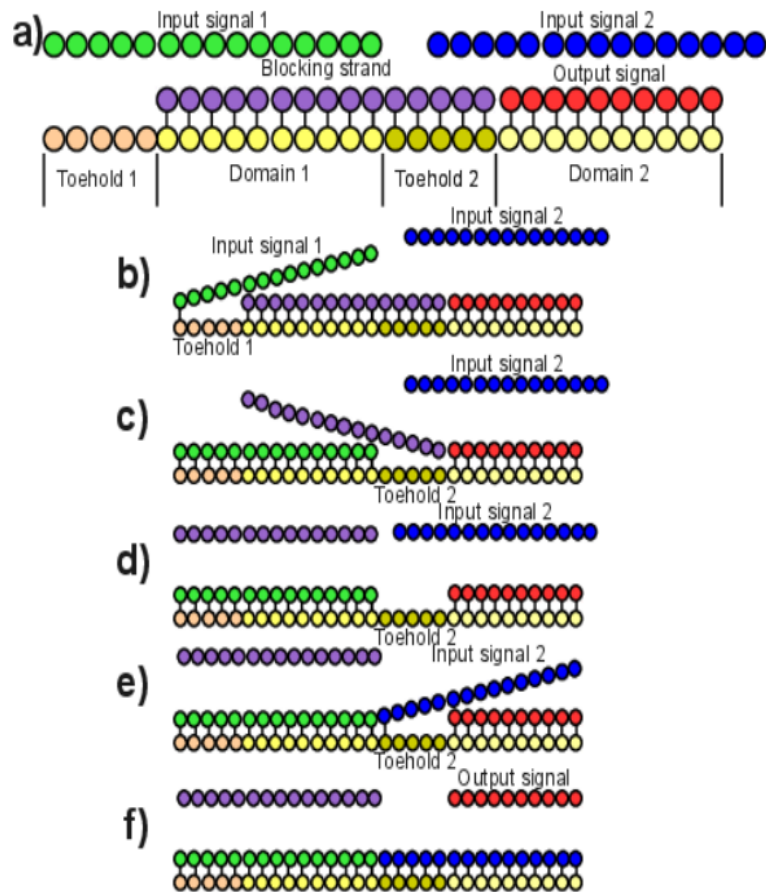 a)
Input signal 1
Input signal 2
Blocking strand
Output signal
Toehold 1
Domain 1
Toehold 2
Domain 2
b)
Input signal 1
Input signal 2
Toehold 1
c)
Input signal 2
Toehold 2
d)
Input signal 2
Toehold 2
e)
Input signal 2
Toehold 2
f)
Output signal